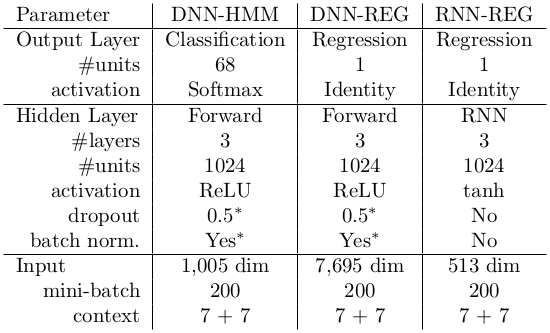 Parameter DNN-HMM DNN-REG RNN-REG
Output Layer Classification Regression Regression
#units 68 1 1
activation Softmax Identity Identity
Hidden Layer Forward Forward RNN
#layers 3 3 3
#units 1024 1024 1024
activation ReLU ReLU tanh
dropout 0.5* 0.5* No
batch norm. Yes* Yes* No
Input 1,005 dim 7,695 dim 513 dim
mini-batch 200 200 200
context 7 + 7 7 + 7 7 + 7